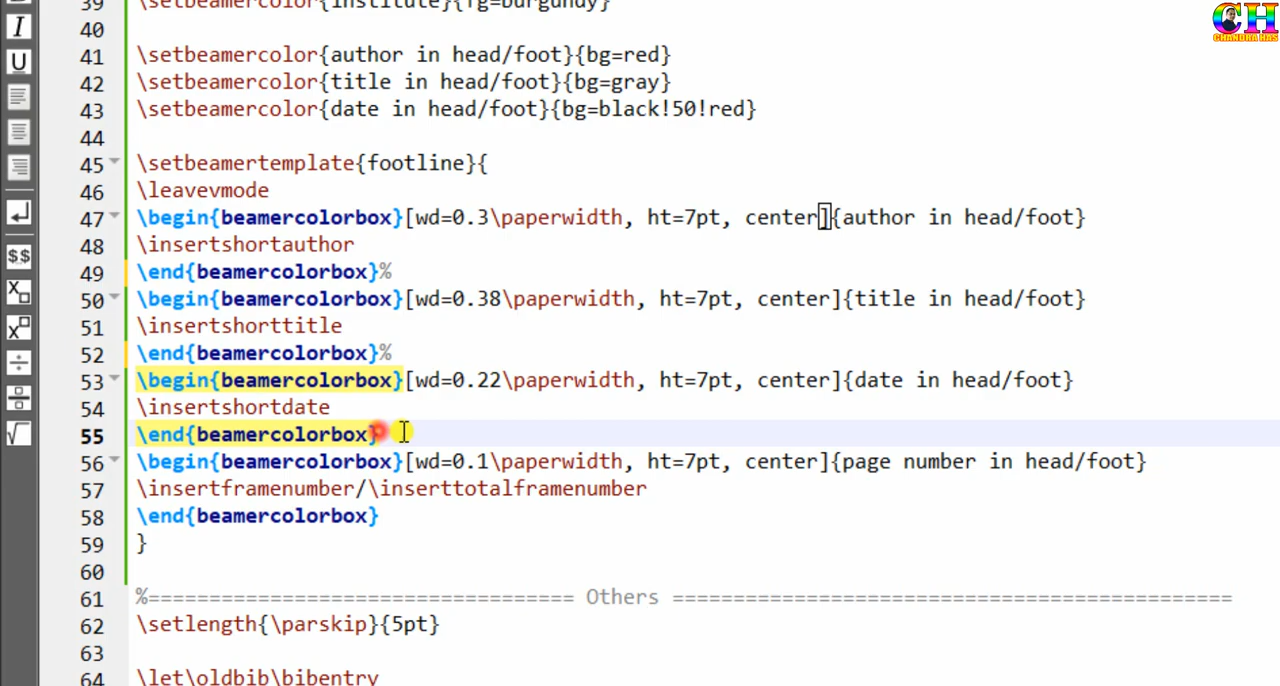 CH
CHANDRA HAS
39 \setbeamercolor{institute}{fg=burgundy}
40
41 \setbeamercolor{author in head/foot}{bg=red}
42 \setbeamercolor{title in head/foot}{bg=gray}
43 \setbeamercolor{date in head/foot}{bg=black!50!red}
44
45 \setbeamertemplate{footline}{
46 \leavevmode
47 \begin{beamercolorbox}[wd=0.3\paperwidth, ht=7pt, center]{author in head/foot}
48 \insertshortauthor
49 \end{beamercolorbox}%
50 \begin{beamercolorbox}[wd=0.38\paperwidth, ht=7pt, center]{title in head/foot}
51 \insertshorttitle
52 \end{beamercolorbox}%
53 \begin{beamercolorbox}[wd=0.22\paperwidth, ht=7pt, center]{date in head/foot}
54 \insertshortdate
55 \end{beamercolorbox}
56 \begin{beamercolorbox}[wd=0.1\paperwidth, ht=7pt, center]{page number in head/foot}
57 \insertframenumber/\inserttotalframenumber
58 \end{beamercolorbox}
59 }
60
61 %=================================== Others ==============================================
62 \setlength{\parskip}{5pt}
63
64 \let\oldbib\bibentry